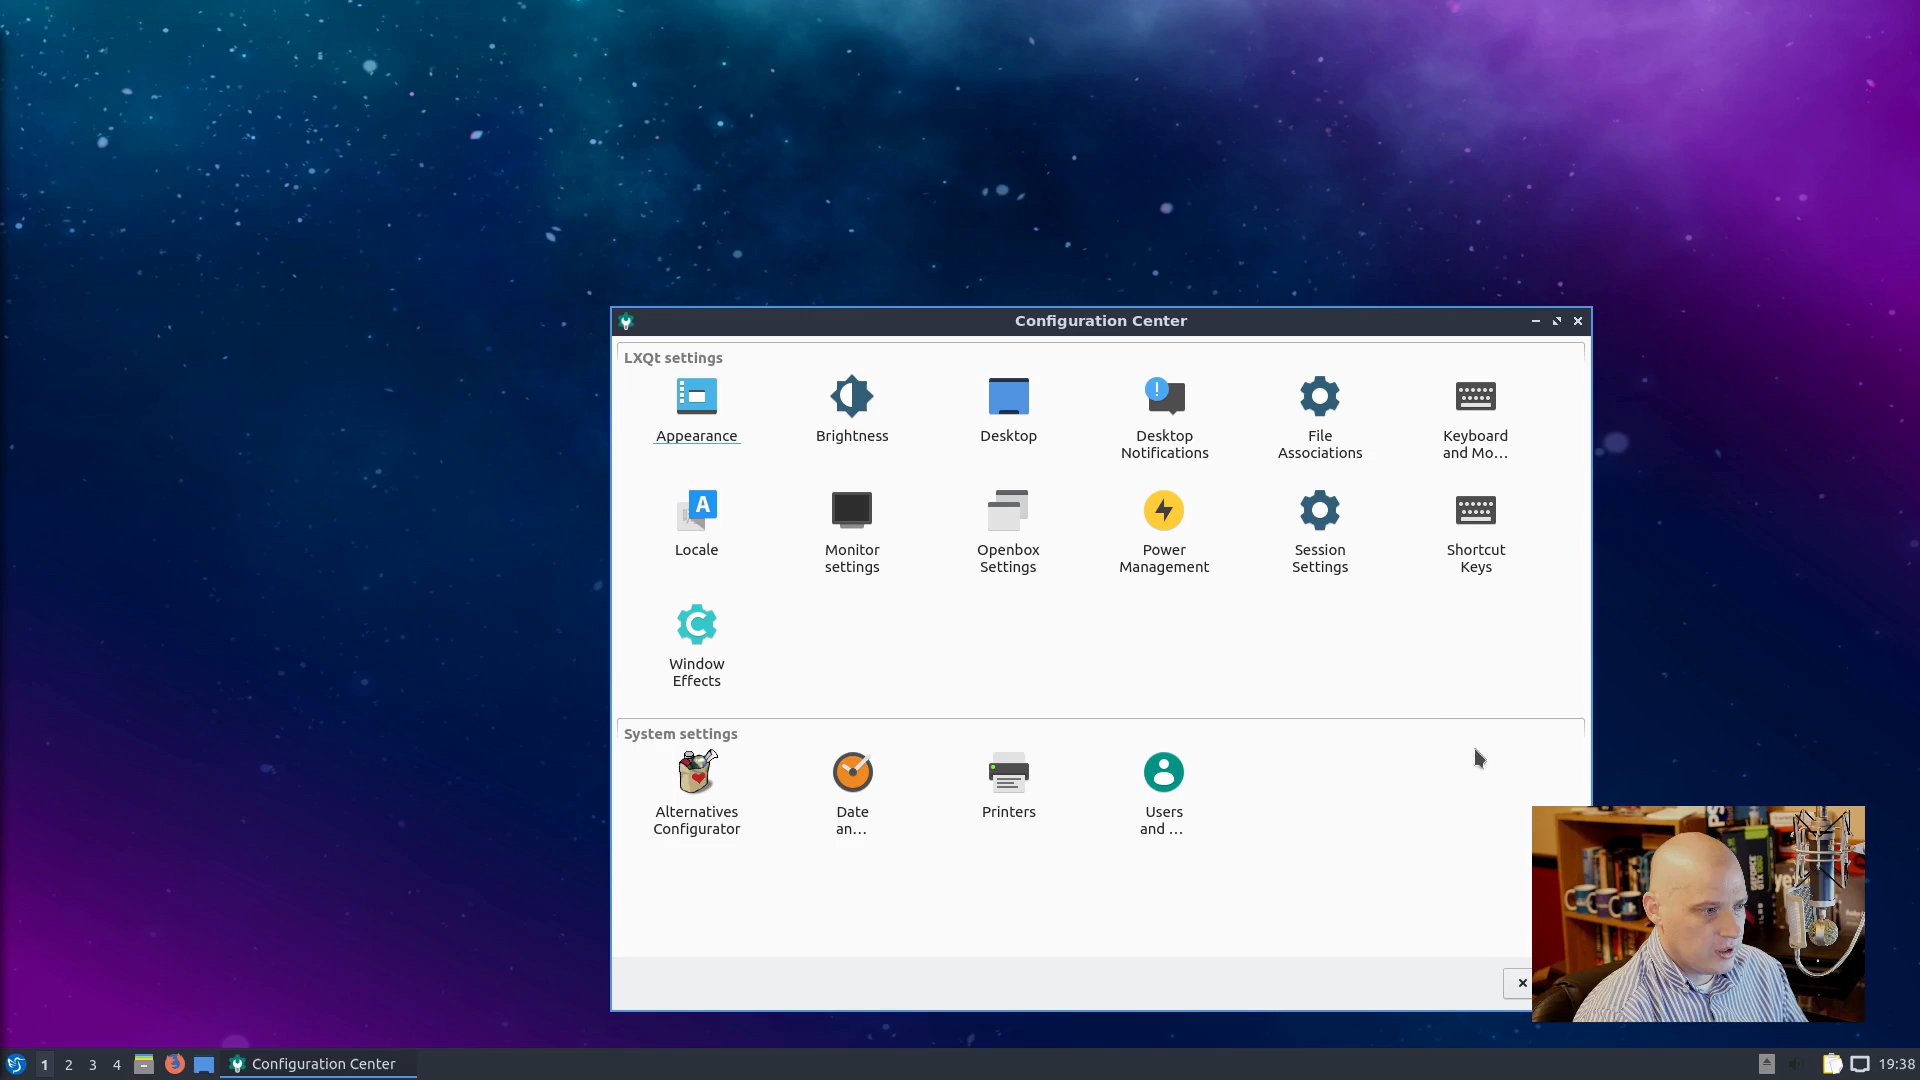 Configuration Center
LXQt settings
Appearance
Brightness
Desktop
Desktop
Notifications
File
Associations
Keyboard
and Mo...
Locale
Monitor
settings
Openbox
Settings
Power
Management
Session
Settings
Shortcut
Keys
Window
Effects
System settings
Alternatives
Configurator
Date
an...
Printers
Users
and ...
1 2 3 4 Configuration Center 19:38